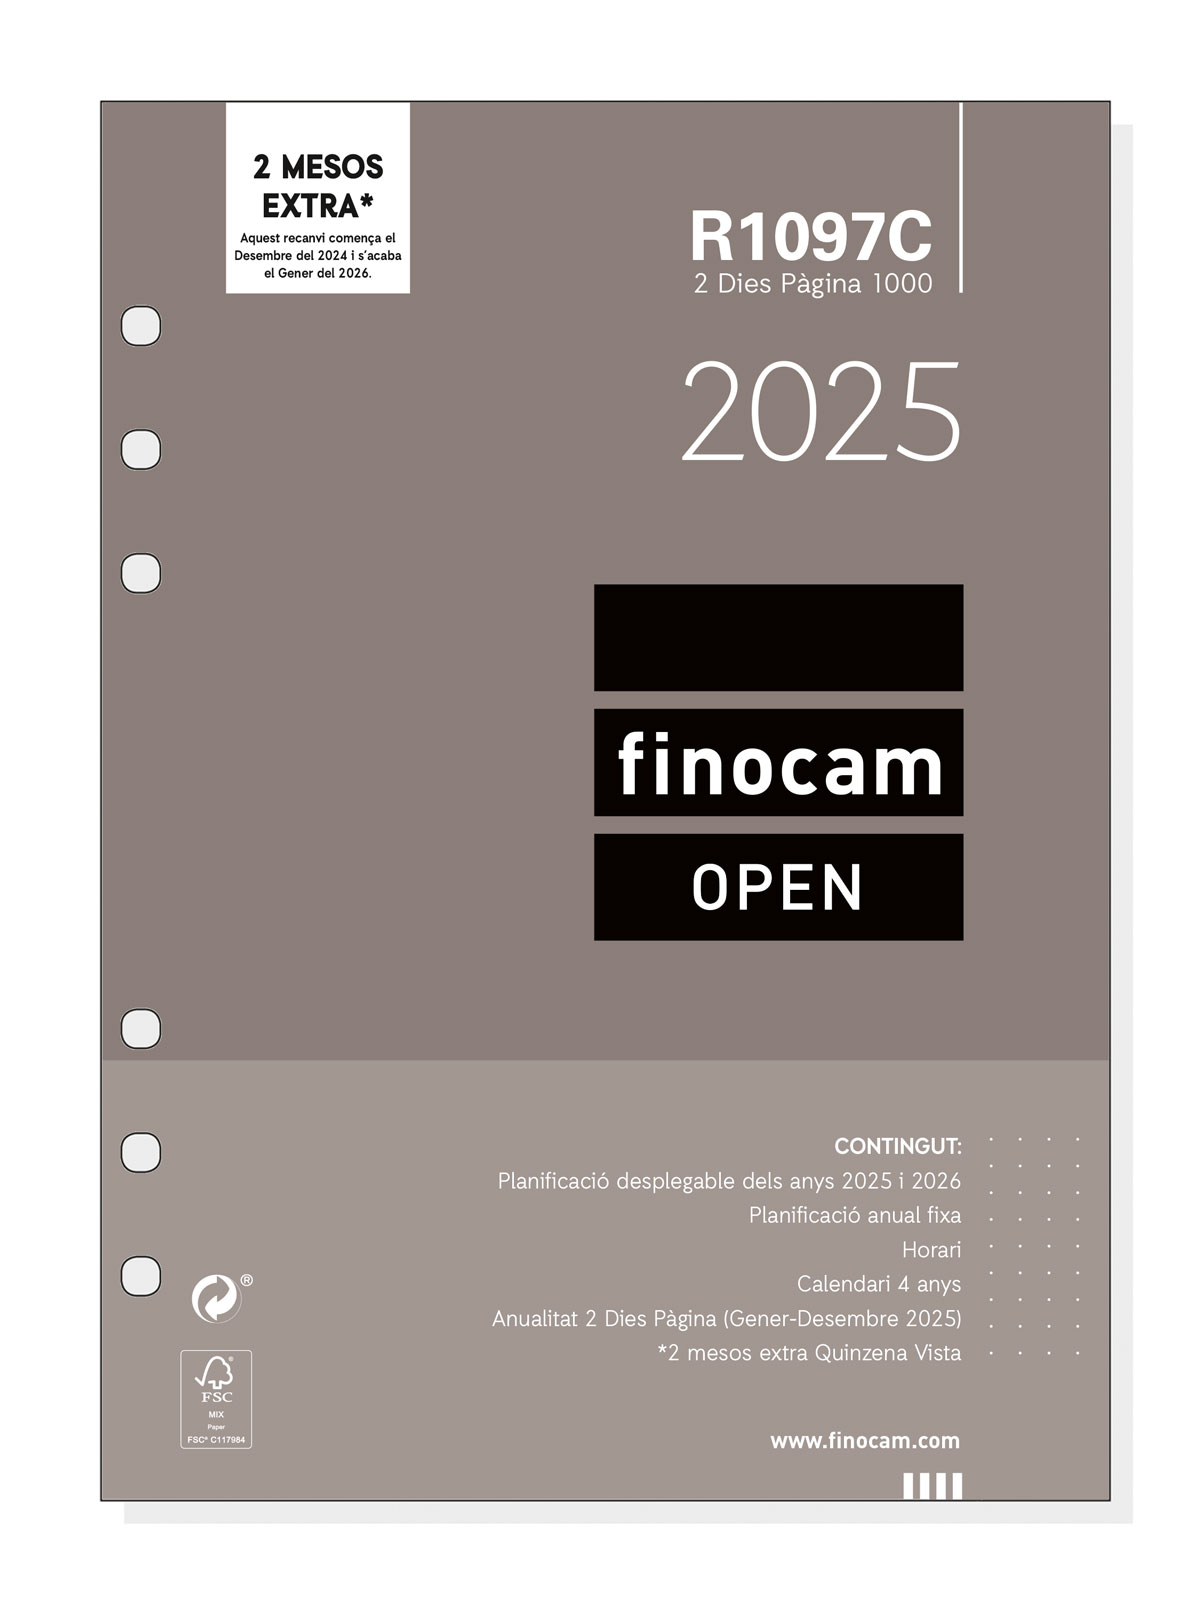 2 MESOS
EXTRA*
Aquest recanvi comença el
Desembre del 2024 i s'acaba
el Gener del 2026.
R1097C
2 Dies Pàgina 1000
2025
finocam
OPEN
CONTINGUT:
Planificació desplegable dels anys 2025 i 2026
Planificació anual fixa
Horari
Calendari 4 anys
Anualitat 2 Dies Pàgina (Gener-Desembre 2025)
*2 mesos extra Quinzena Vista
®
®
FSC
MIX
Paper
FSC® C117984
www.finocam.com